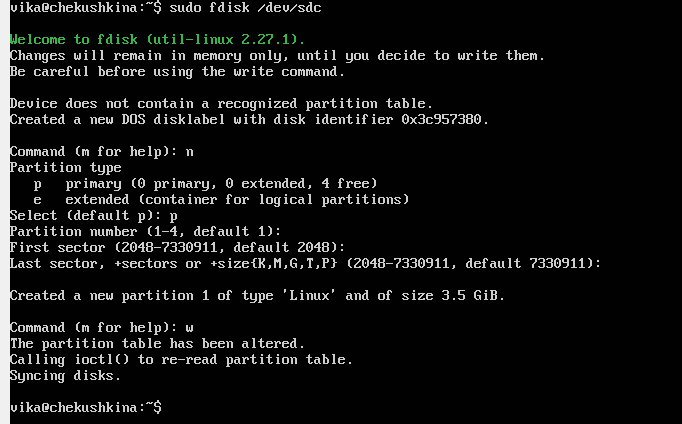 vika@chekushkina:~$ sudo fdisk /dev/sdc
Welcome to fdisk (util-linux 2.27.1).
Changes will remain in memory only, until you decide to write them.
Be careful before using the write command.
Device does not contain a recognized partition table.
Created a new DOS disklabel with disk identifier 0x3c957380.
Command (m for help): n
Partition type
   p   primary (0 primary, 0 extended, 4 free)
   e   extended (container for logical partitions)
Select (default p): p
Partition number (1-4, default 1):
First sector (2048-7330911, default 2048):
Last sector, +sectors or +size{K,M,G,T,P} (2048-7330911, default 7330911):
Created a new partition 1 of type 'Linux' and of size 3.5 GiB.
Command (m for help): w
The partition table has been altered.
Calling ioctl() to re-read partition table.
Syncing disks.
vika@chekushkina:~$